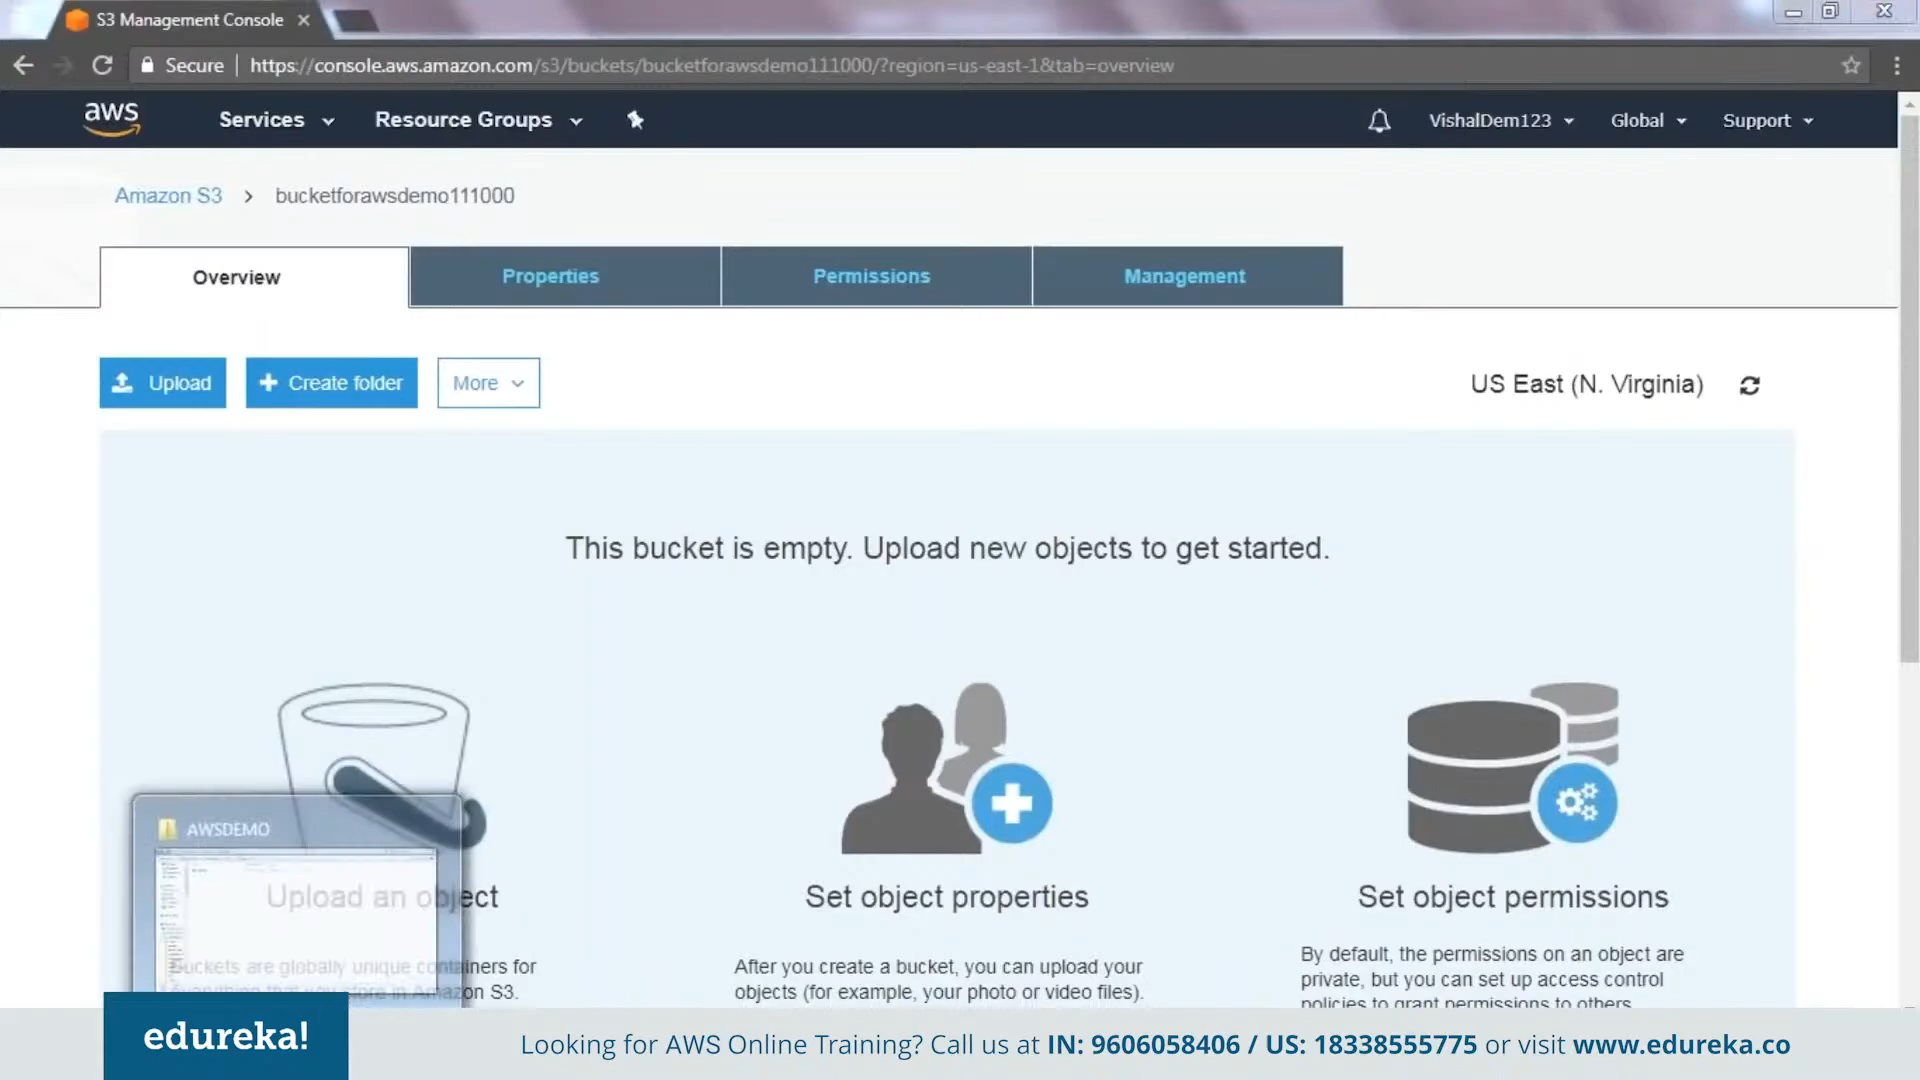 S3 Management Console
Secure | https://console.aws.amazon.com/s3/buckets/bucketforawsdemo111000/?region=us-east-1&tab=overview
aws Services Resource Groups VishalDem123 Global Support
Amazon S3 > bucketforawsdemo111000
Overview Properties Permissions Management
Upload Create folder More US East (N. Virginia)
This bucket is empty. Upload new objects to get started.
AWSDEMO
Upload an object
Buckets are globally unique containers for
everything that you store in Amazon S3.
Set object properties
After you create a bucket, you can upload your
objects (for example, your photo or video files).
Set object permissions
By default, the permissions on an object are
private, but you can set up access control
policies to grant permissions to others
edureka!
Looking for AWS Online Training? Call us at IN: 9606058406 / US: 18338555775 or visit www.edureka.co